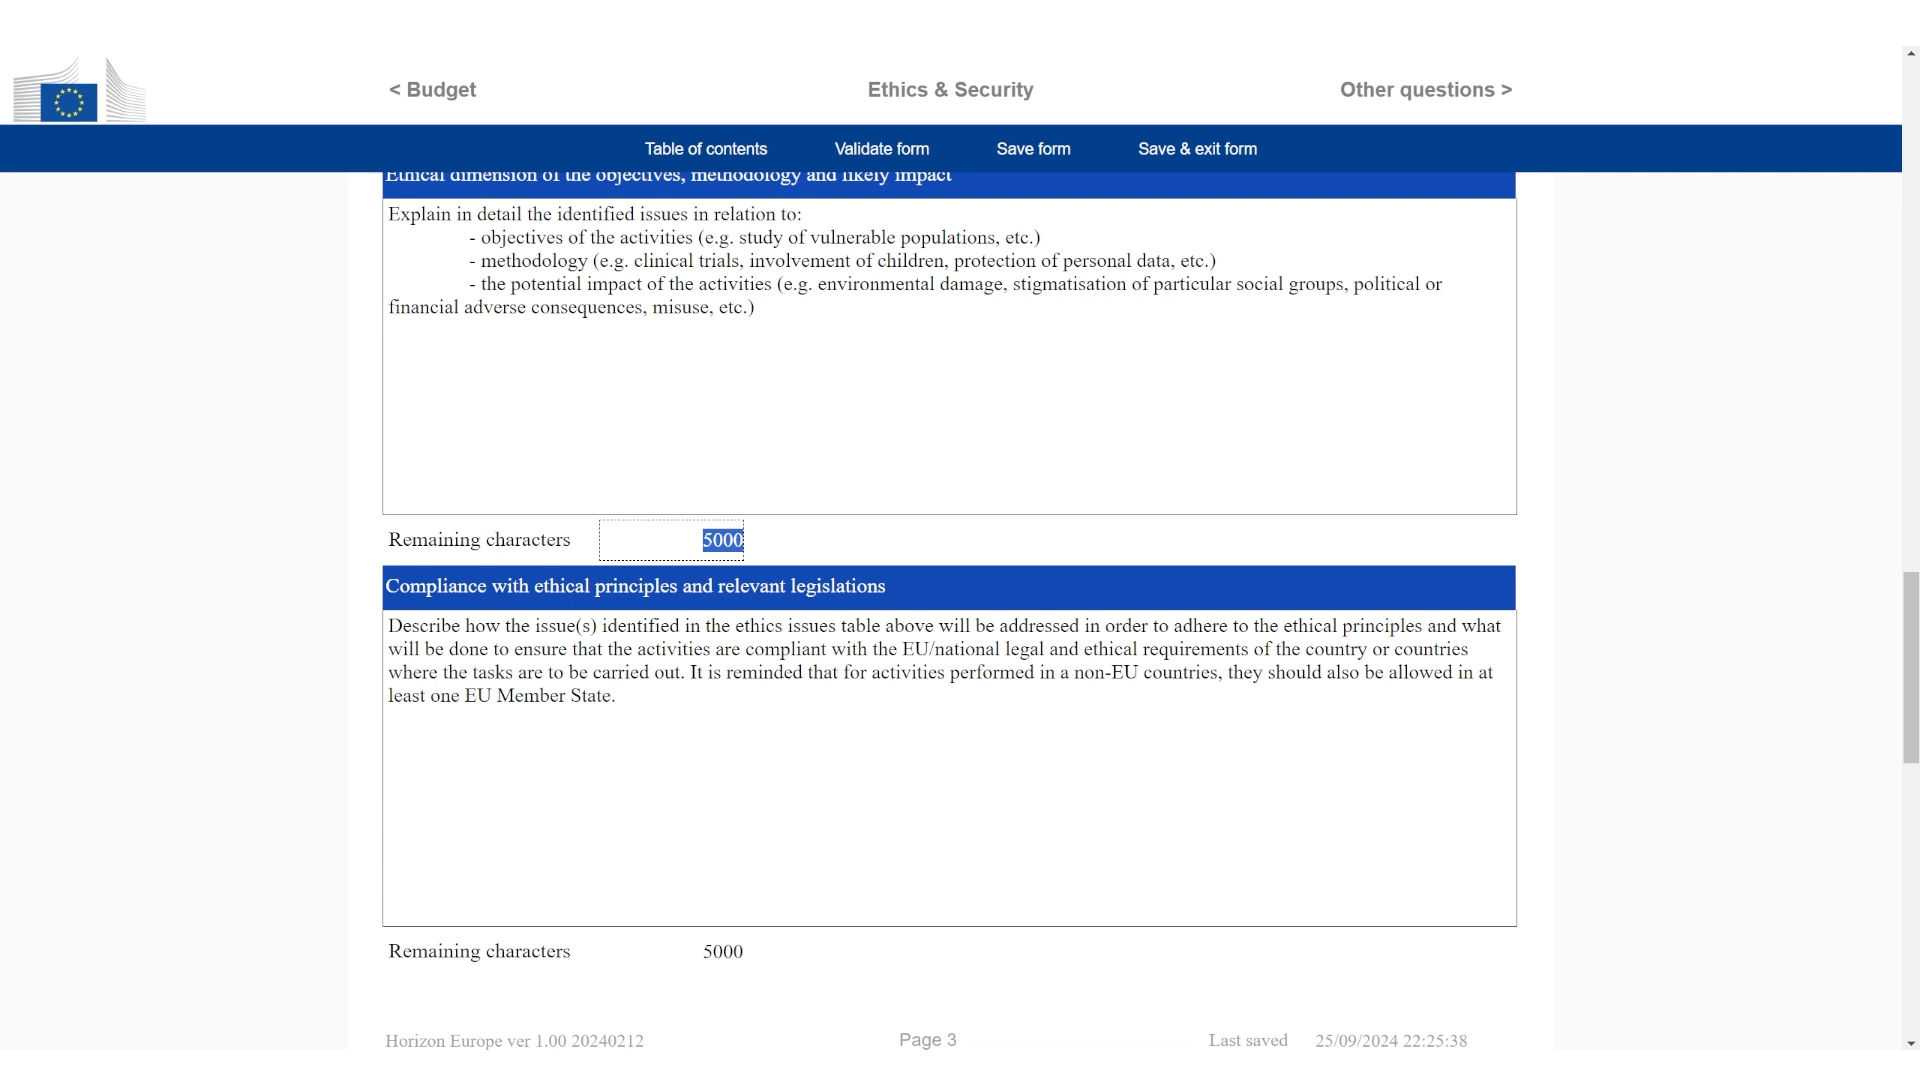 < Budget
Ethics & Security
Other questions >
Table of contents
Validate form
Save form
Save & exit form
Ethical dimension of the objectives, methodology and likely impact
Explain in detail the identified issues in relation to:
- objectives of the activities (e.g. study of vulnerable populations, etc.)
- methodology (e.g. clinical trials, involvement of children, protection of personal data, etc.)
- the potential impact of the activities (e.g. environmental damage, stigmatisation of particular social groups, political or
financial adverse consequences, misuse, etc.)
Remaining characters 5000
Compliance with ethical principles and relevant legislations
Describe how the issue(s) identified in the ethics issues table above will be addressed in order to adhere to the ethical principles and what
will be done to ensure that the activities are compliant with the EU/national legal and ethical requirements of the country or countries
where the tasks are to be carried out. It is reminded that for activities performed in a non-EU countries, they should also be allowed in at
least one EU Member State.
Remaining characters 5000
Horizon Europe ver 1.00 20240212
Page 3
Last saved 25/09/2024 22:25:38